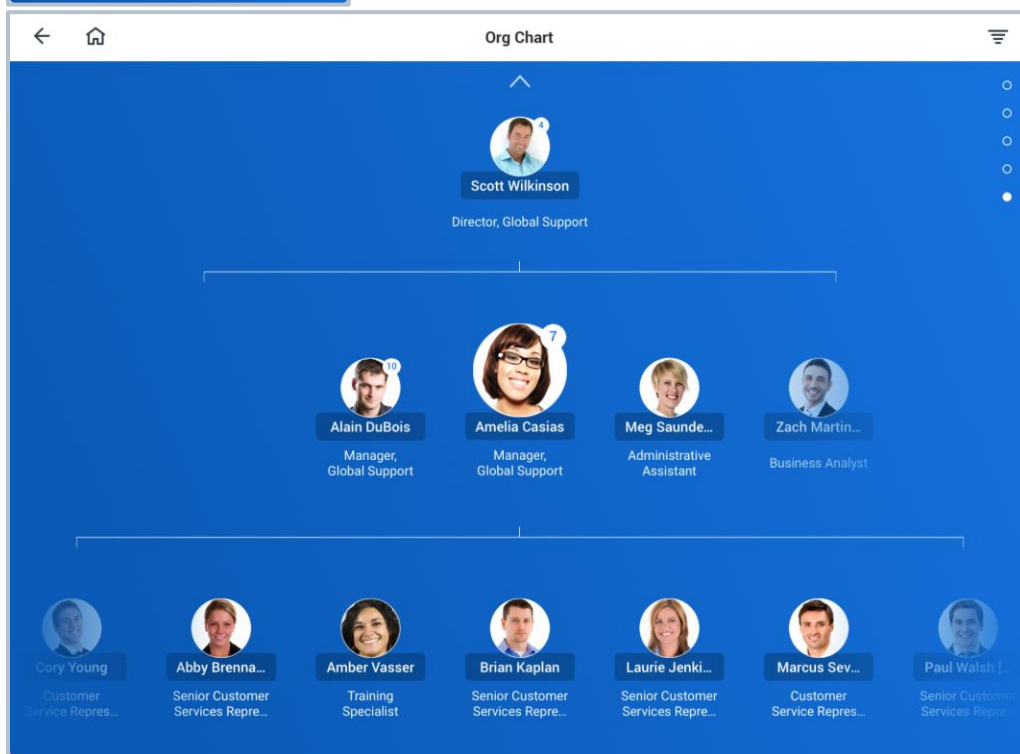 Org Chart
4
Scott Wilkinson
Director, Global Support
10
7
Alain DuBois
Amelia Casias
Meg Saunde...
Zach Martin...
Manager,
Global Support
Manager,
Global Support
Administrative
Assistant
Business Analyst
Cory Young
Abby Brenna...
Amber Vasser
Brian Kaplan
Laurie Jenki...
Marcus Sev...
Paul Walsh [...
Customer
Service Repres...
Senior Customer
Services Repre...
Training
Specialist
Senior Customer
Services Repre...
Senior Customer
Services Repre...
Customer
Service Repres...
Senior Customer
Services Repre...